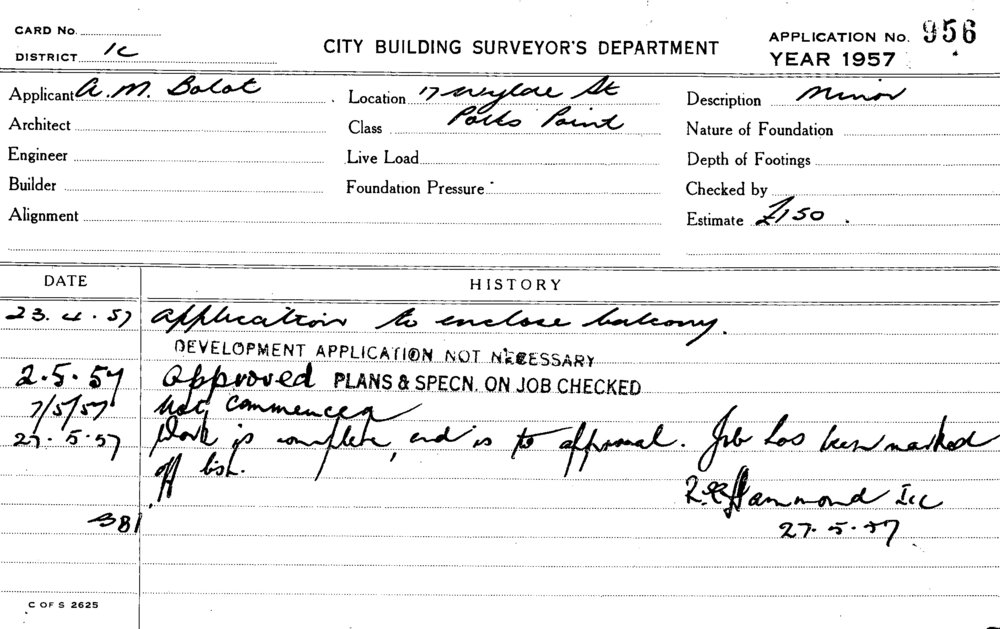 CARD No.
DISTRICT 1c
CITY BUILDING SURVEYOR'S DEPARTMENT
APPLICATION No. 956
YEAR 1957
Applicant A. M. Bolot
Location 17 Wylde St
Description Minor
Architect
Class Potts Point
Nature of Foundation
Engineer
Live Load
Depth of Footings
Builder
Foundation Pressure
Checked by
Alignment
Estimate £150.
DATE
HISTORY
23.4.57 Application to enclose balcony.
DEVELOPMENT APPLICATION NOT NECESSARY
2.5.57 Approved PLANS & SPECN. ON JOB CHECKED
7/5/57 Not commenced
27.5.57 Work is complete, and is to approval. Job has been marked
off list.
Hammond
381
27.5.57
C OF S 2625